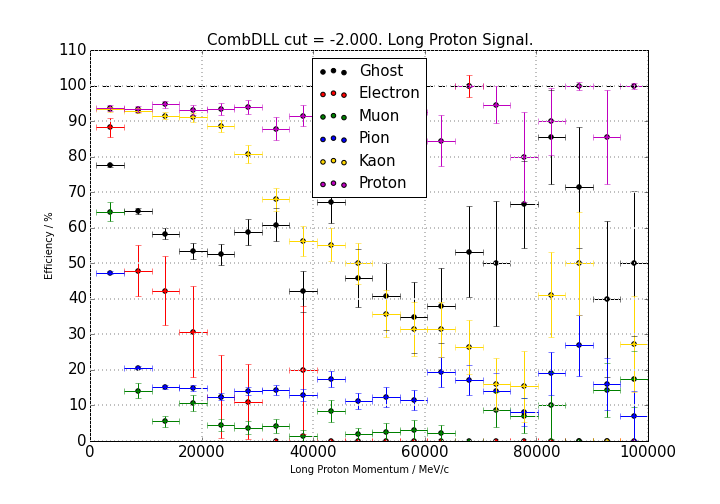 CombDLL cut = -2.000. Long Proton Signal.
110
100
90
80
70
60
50
40
30
20
10
0
Efficiency / %
Ghost
Electron
Muon
Pion
Kaon
Proton
0 20000 40000 60000 80000 100000
Long Proton Momentum / MeV/c